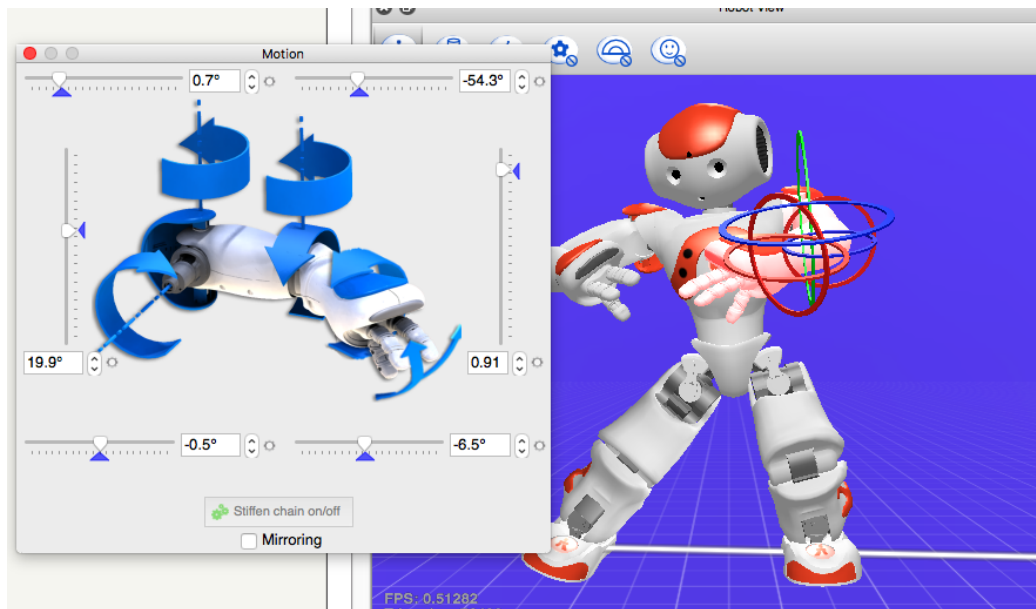 Robot View
Motion
0.7°
-54.3°
19.9°
0.91
-0.5°
-6.5°
Stiffen chain on/off
Mirroring
FPS: 0.51282